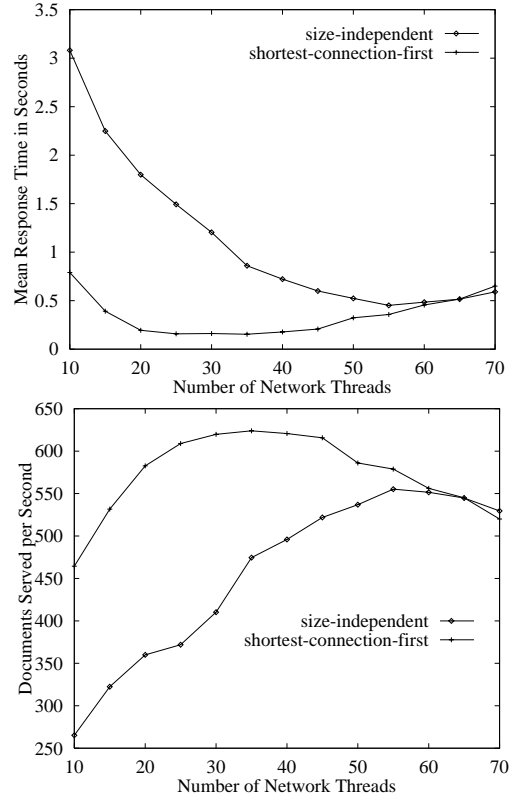 3.5
3
2.5
2
1.5
1
0.5
0
Mean Response Time in Seconds
size-independent
shortest-connection-first
10 20 30 40 50 60 70
Number of Network Threads
650
600
550
500
450
400
350
300
250
Documents Served per Second
size-independent
shortest-connection-first
10 20 30 40 50 60 70
Number of Network Threads